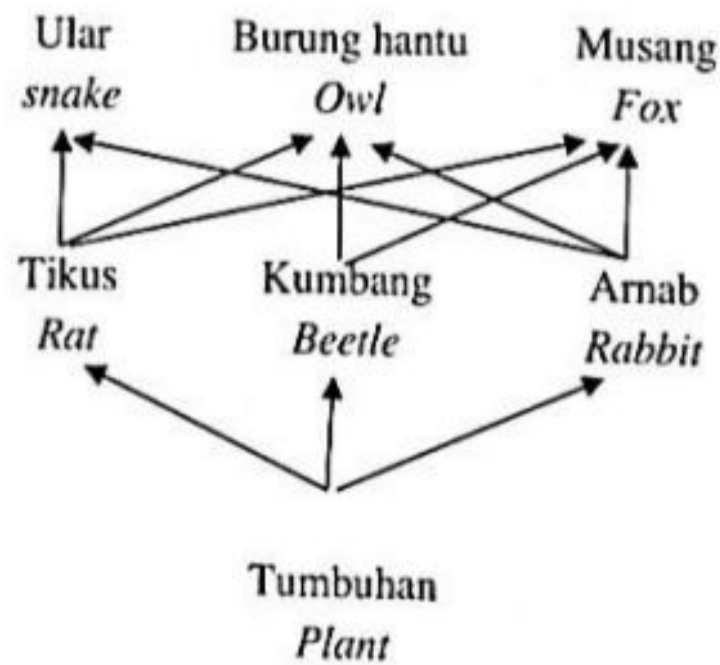 Ular
snake
Burung hantu
Owl
Musang
Fox
Tikus
Rat
Kumbang
Beetle
Arnab
Rabbit
Tumbuhan
Plant